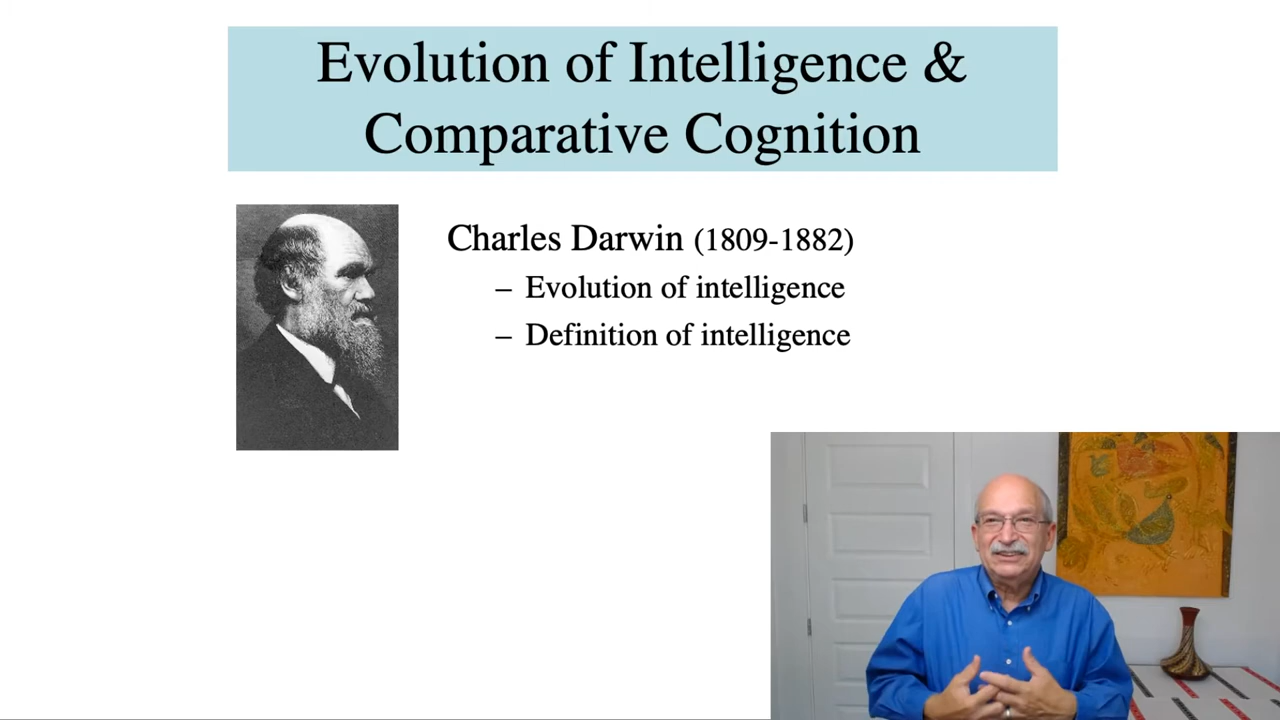 Evolution of Intelligence &
Comparative Cognition
Charles Darwin (1809-1882)
– Evolution of intelligence
– Definition of intelligence